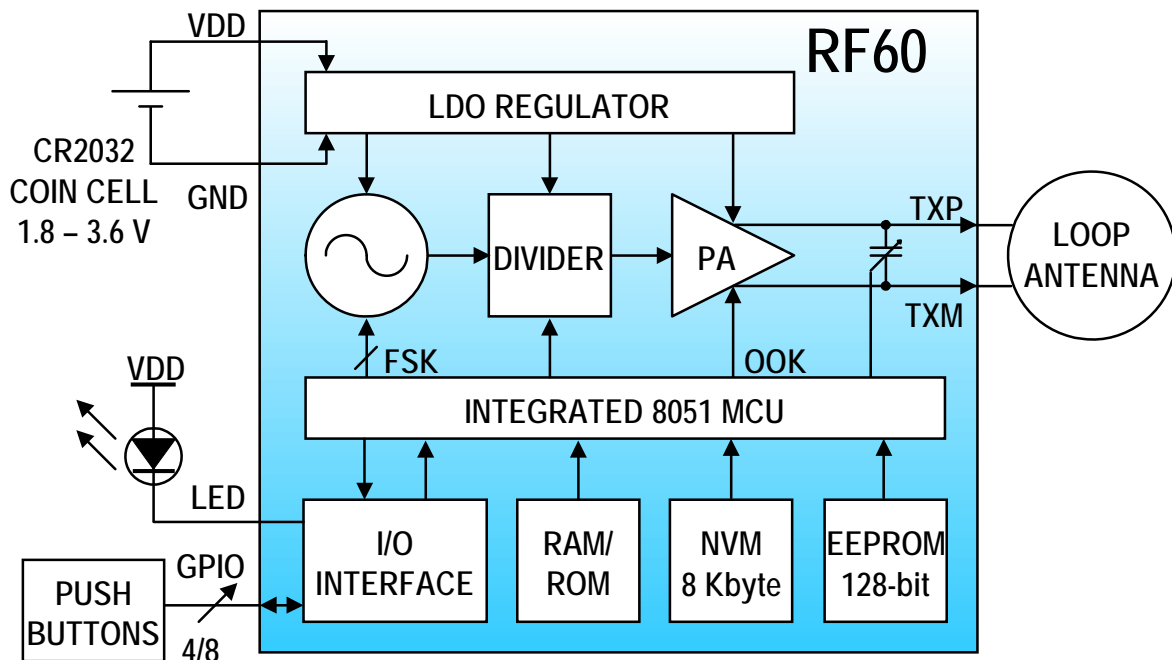 VDD
RF60
LDO REGULATOR
CR2032
COIN CELL
1.8 – 3.6 V
GND
DIVIDER
PA
TXP
TXM
LOOP
ANTENNA
FSK
OOK
VDD
INTEGRATED 8051 MCU
LED
I/O
INTERFACE
RAM/
ROM
NVM
8 Kbyte
EEPROM
128-bit
GPIO
4/8
PUSH
BUTTONS